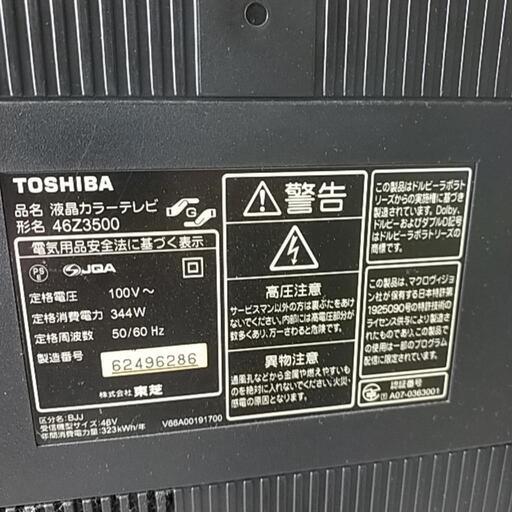 TOSHIBA
品名 液晶カラーテレビ
形名 46Z3500
電気用品安全法に基づく表示
PS E JQA
定格電圧 100V～
定格消費電力 344W
定格周波数 50/60 Hz
製造番号 62496286
株式会社 東芝
区分名:BJJ
受信機型サイズ:46V
年間消費電力量:323kWh/年
V66A00191700
警告
高圧注意
サービスマン以外の方は裏ぶたをあけ
ないでください。内部には高電圧部分が
数多くあり、万一さわると危険です。
異物注意
通風孔などから金属や燃えやすいもの
を絶対に入れないでください。火災・
感電の原因となります。
この製品はドルビーラボラト
リーズからの実施権に基づき
製造されています。Dolby、
ドルビーおよびダブルD記号
はドルビーラボラトリーズの
商標です。
この製品は、マクロヴィジョ
ン社が保有する日本特許第
1925090号の特許技術の
ライセンス供与により製造さ
れたものであり、この製品で
の使用は一部のプログラム
配信に限定されています。
認証番号
A07-0363001